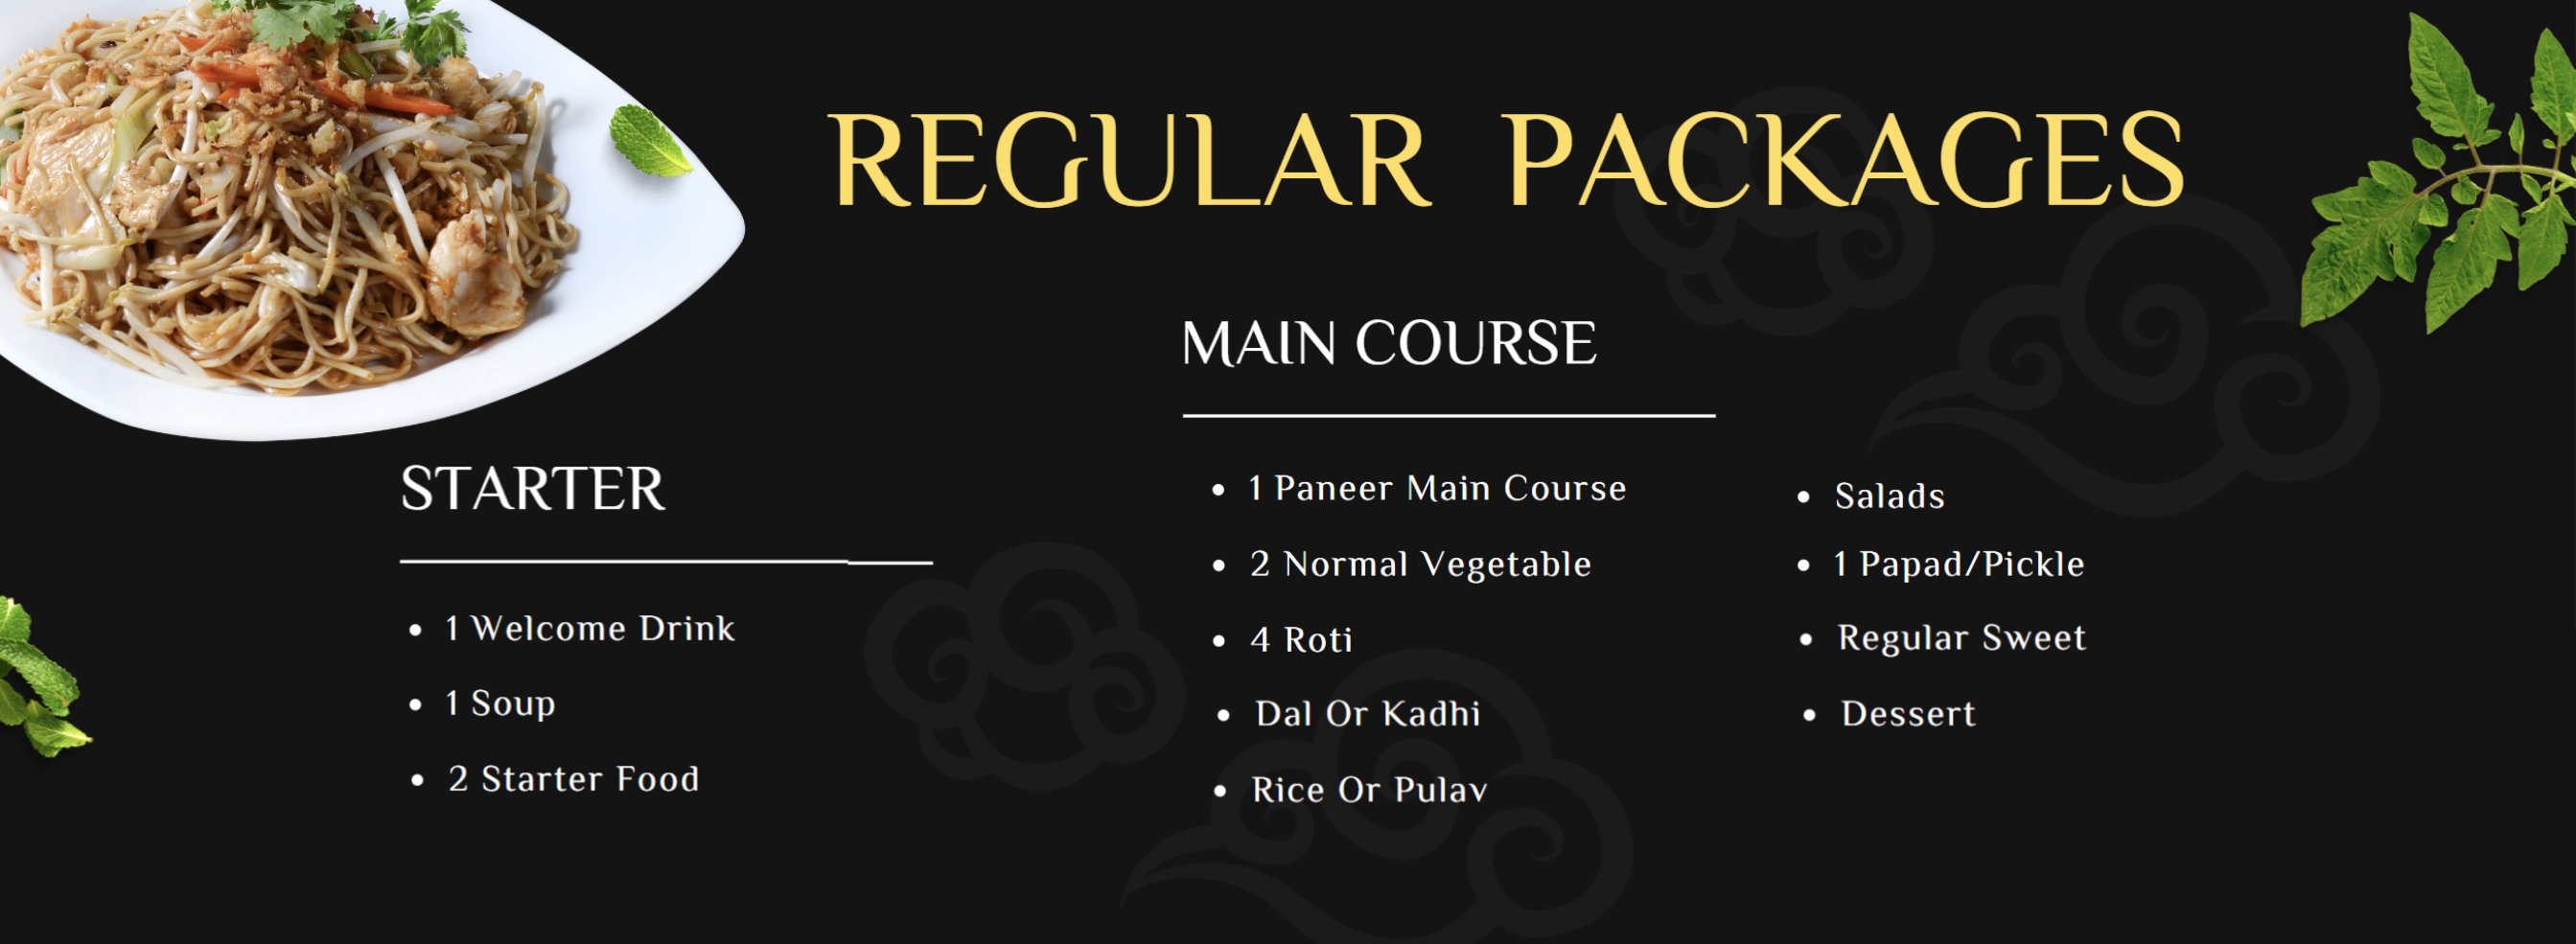 REGULAR PACKAGES
STARTER
• 1 Welcome Drink
• 1 Soup
• 2 Starter Food
MAIN COURSE
• 1 Paneer Main Course
• 2 Normal Vegetable
• 4 Roti
• Dal Or Kadhi
• Rice Or Pulav
• Salads
• 1 Papad/Pickle
• Regular Sweet
• Dessert